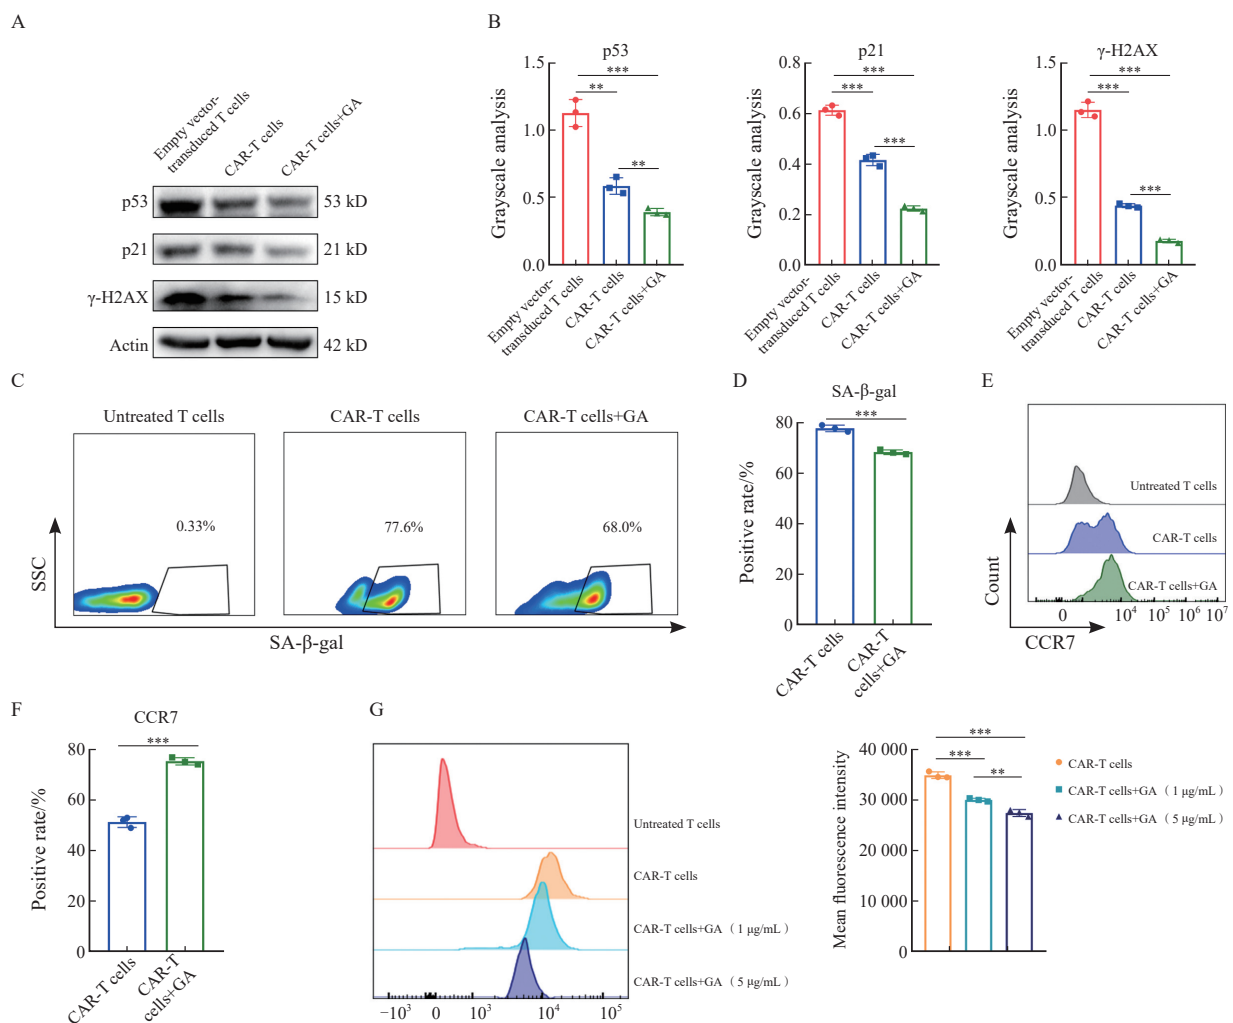 A
Empty vector-
transduced T cells
CAR-T cells
CAR-T cells+GA
p53
53 kD
p21
21 kD
γ-H2AX
15 kD
Actin
42 kD
B
p53
Grayscale analysis
1.5
1.0
0.5
0.0
***
**
**
Empty vector-
transduced T cells
CAR-T cells
CAR-T cells+GA
p21
Grayscale analysis
0.8
0.6
0.4
0.2
0.0
***
***
***
Empty vector-
transduced T cells
CAR-T cells
CAR-T cells+GA
γ-H2AX
Grayscale analysis
1.5
1.0
0.5
0.0
***
***
***
Empty vector-
transduced T cells
CAR-T cells
CAR-T cells+GA
C
Untreated T cells
CAR-T cells
CAR-T cells+GA
0.33%
77.6%
68.0%
SSC
SA-β-gal
D
SA-β-gal
Positive rate/%
80
60
40
20
0
***
CAR-T cells
CAR-T
cells+GA
E
Untreated T cells
CAR-T cells
CAR-T cells+GA
Count
0 10⁴ 10⁵ 10⁶ 10⁷
CCR7
F
CCR7
Positive rate/%
80
60
40
20
0
***
CAR-T cells
CAR-T
cells+GA
G
Untreated T cells
CAR-T cells
CAR-T cells+GA（1 μg/mL）
CAR-T cells+GA（5 μg/mL）
−10³ 0 10³ 10⁴ 10⁵
Mean fluorescence intensity
40 000
30 000
20 000
10 000
0
***
***
**
CAR-T cells
CAR-T cells+GA（1 μg/mL）
CAR-T cells+GA（5 μg/mL）